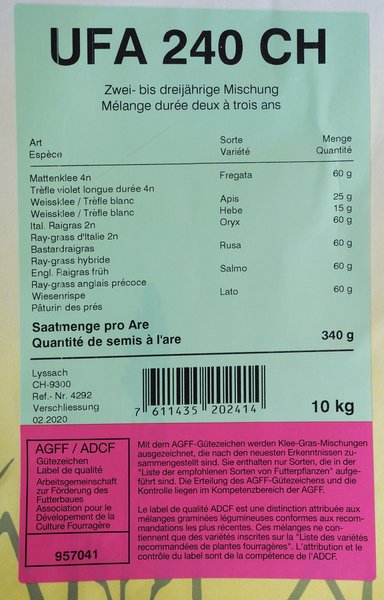 UFA 240 CH
Zwei- bis dreijährige Mischung
Mélange durée deux à trois ans
Art Sorte Menge
Espèce Variété Quantité
Mattenklee 4n Fregata 60 g
Trèfle violet longue durée 4n
Weissklee / Trèfle blanc Apis 25 g
Weissklee / Trèfle blanc Hebe 15 g
Ital. Raigras 2n Oryx 60 g
Ray-grass d'Italie 2n
Bastardraigras Rusa 60 g
Ray-grass hybride
Engl. Raigras früh Salmo 60 g
Ray-grass anglais précoce
Wiesenrispe Lato 60 g
Pâturin des prés
Saatmenge pro Are
Quantité de semis à l'are 340 g
Lyssach
CH-9300
Ref.- Nr. 4292
Verschliessung
02.2020
7 611435 202414
10 kg
AGFF / ADCF
Gütezeichen
Label de qualité
Arbeitsgemeinschaft
zur Förderung des
Futterbaues
Association pour le
Dévelopement de la
Culture Fourragère
957041
Mit dem AGFF-Gütezeichen werden Klee-Gras-Mischungen
ausgezeichnet, die nach den neuesten Erkenntnissen zu-
sammengestellt sind. Sie enthalten nur Sorten, die in der
"Liste der empfohlenen Sorten von Futterpflanzen" aufge-
führt sind. Die Erteilung des AGFF-Gütezeichens und die
Kontrolle liegen im Kompetenzbereich der AGFF.
Le label de qualité ADCF est une distinction attribuée aux
mélanges graminées légumineuses conformes aux recom-
mandations les plus récentes. Ces mélanges ne con-
tiennent que des variétés inscrites sur la "Liste des variétés
recommandées de plantes fourragères". L'attribution et le
contrôle du label sont de la compétence de l'ADCF.